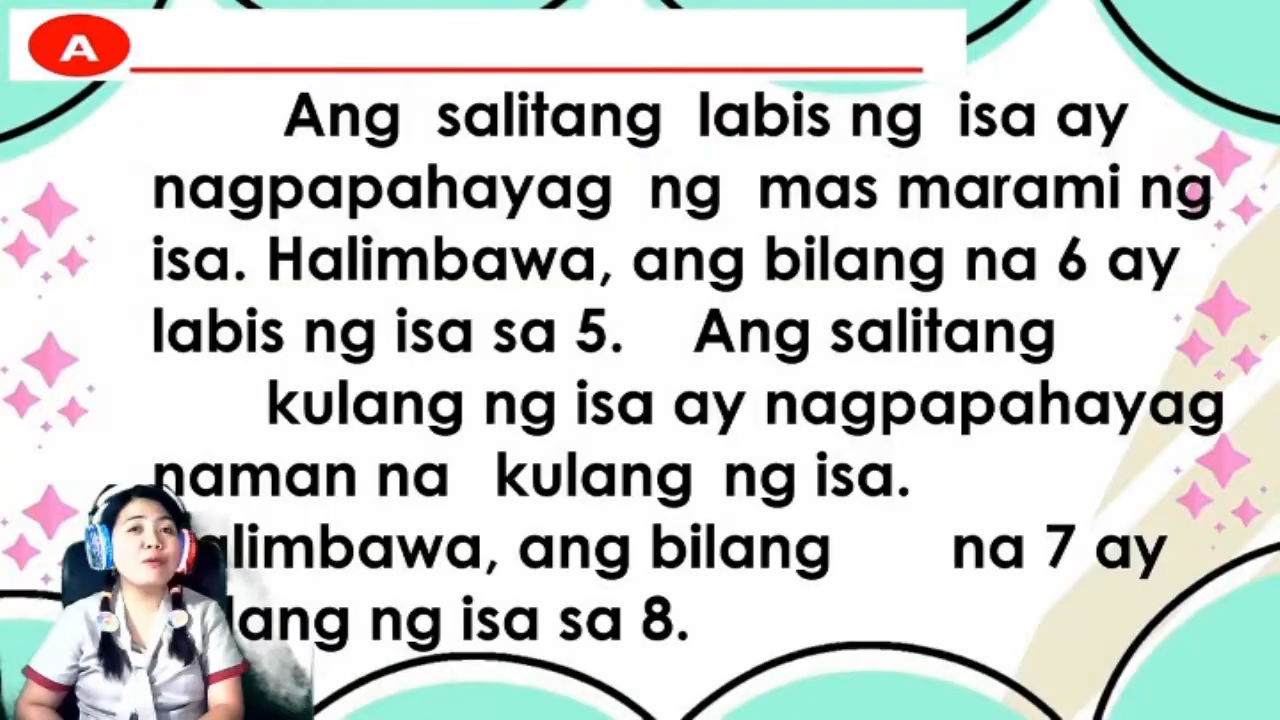 A
Ang salitang labis ng isa ay
nagpapahayag ng mas marami ng
isa. Halimbawa, ang bilang na 6 ay
labis ng isa sa 5. Ang salitang
kulang ng isa ay nagpapahayag
naman na kulang ng isa.
ang bilang na 7 ay
ng isa sa 8.